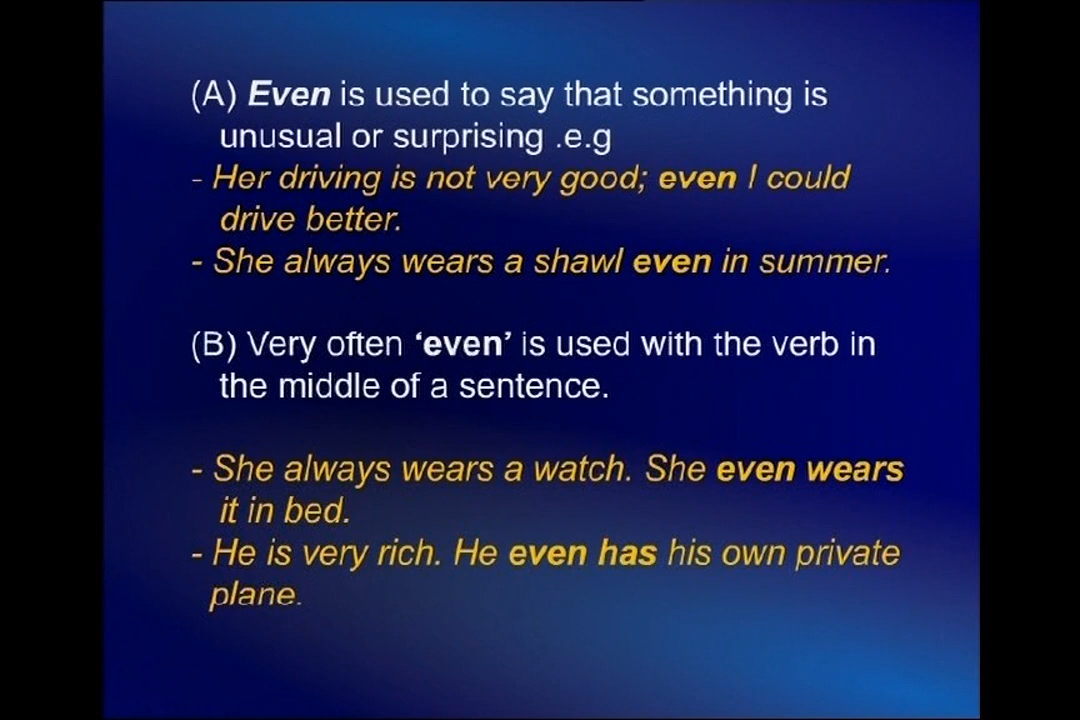 (A) Even is used to say that something is
unusual or surprising .e.g
- Her driving is not very good; even I could
drive better.
- She always wears a shawl even in summer.
(B) Very often ‘even’ is used with the verb in
the middle of a sentence.
- She always wears a watch. She even wears
it in bed.
- He is very rich. He even has his own private
plane.